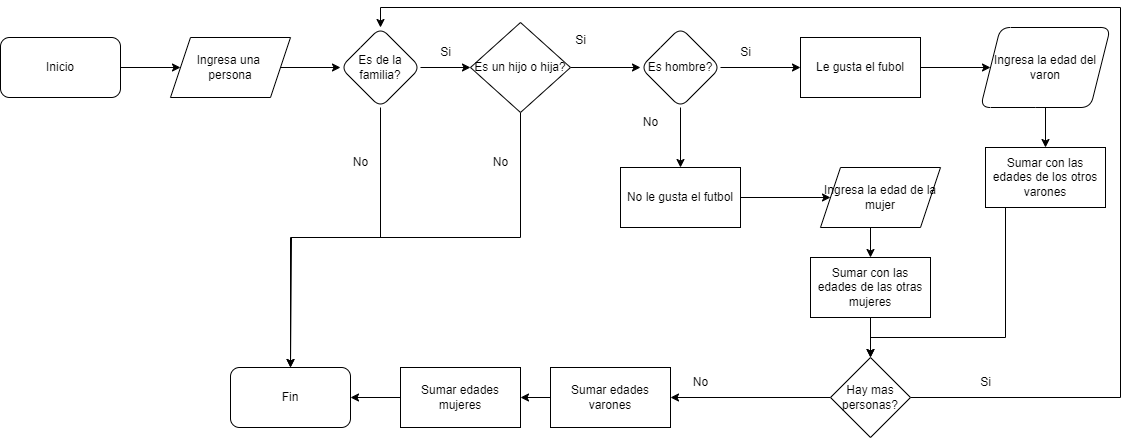 Inicio
Ingresa una
persona
Es de la
familia?
Si
Es un hijo o hija?
Si
Es hombre?
Si
Le gusta el fubol
Ingresa la edad del
varon
No
No
No
Sumar con las
edades de los otros
varones
No le gusta el futbol
Ingresa la edad de la
mujer
Sumar con las
edades de las otras
mujeres
Fin
Sumar edades
mujeres
Sumar edades
varones
No
Hay mas
personas?
Si